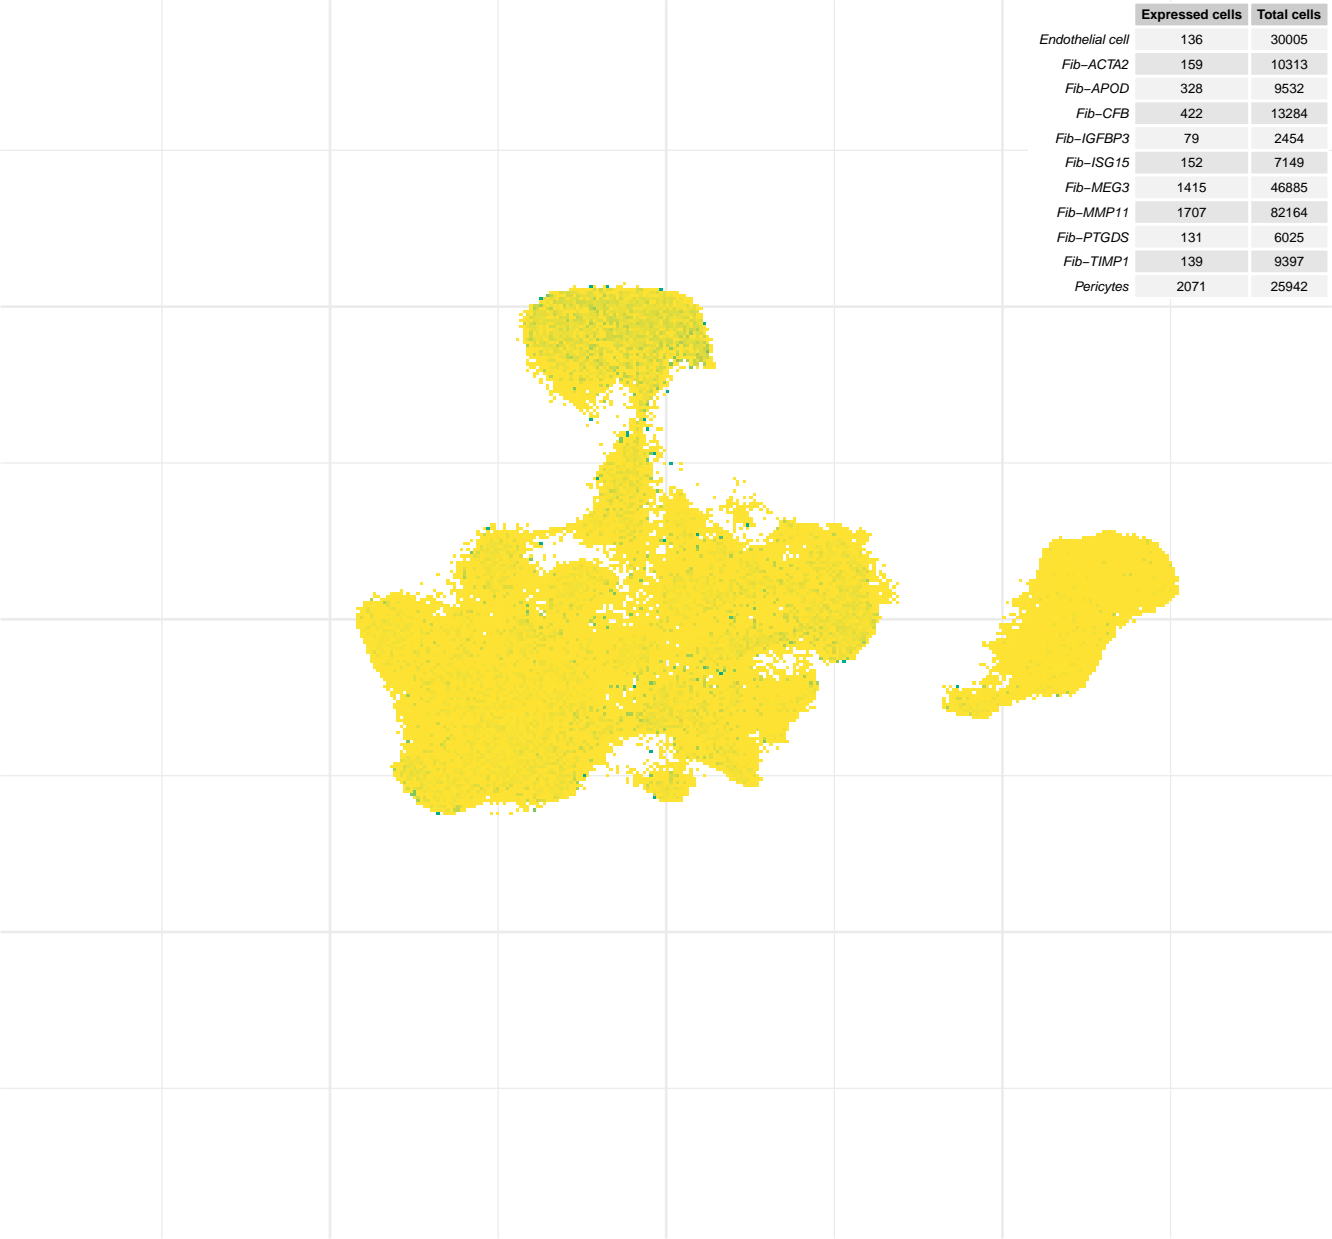 Expressed cells Total cells
Endothelial cell 136 30005
Fib−ACTA2 159 10313
Fib−APOD 328 9532
Fib−CFB 422 13284
Fib−IGFBP3 79 2454
Fib−ISG15 152 7149
Fib−MEG3 1415 46885
Fib−MMP11 1707 82164
Fib−PTGDS 131 6025
Fib−TIMP1 139 9397
Pericytes 2071 25942